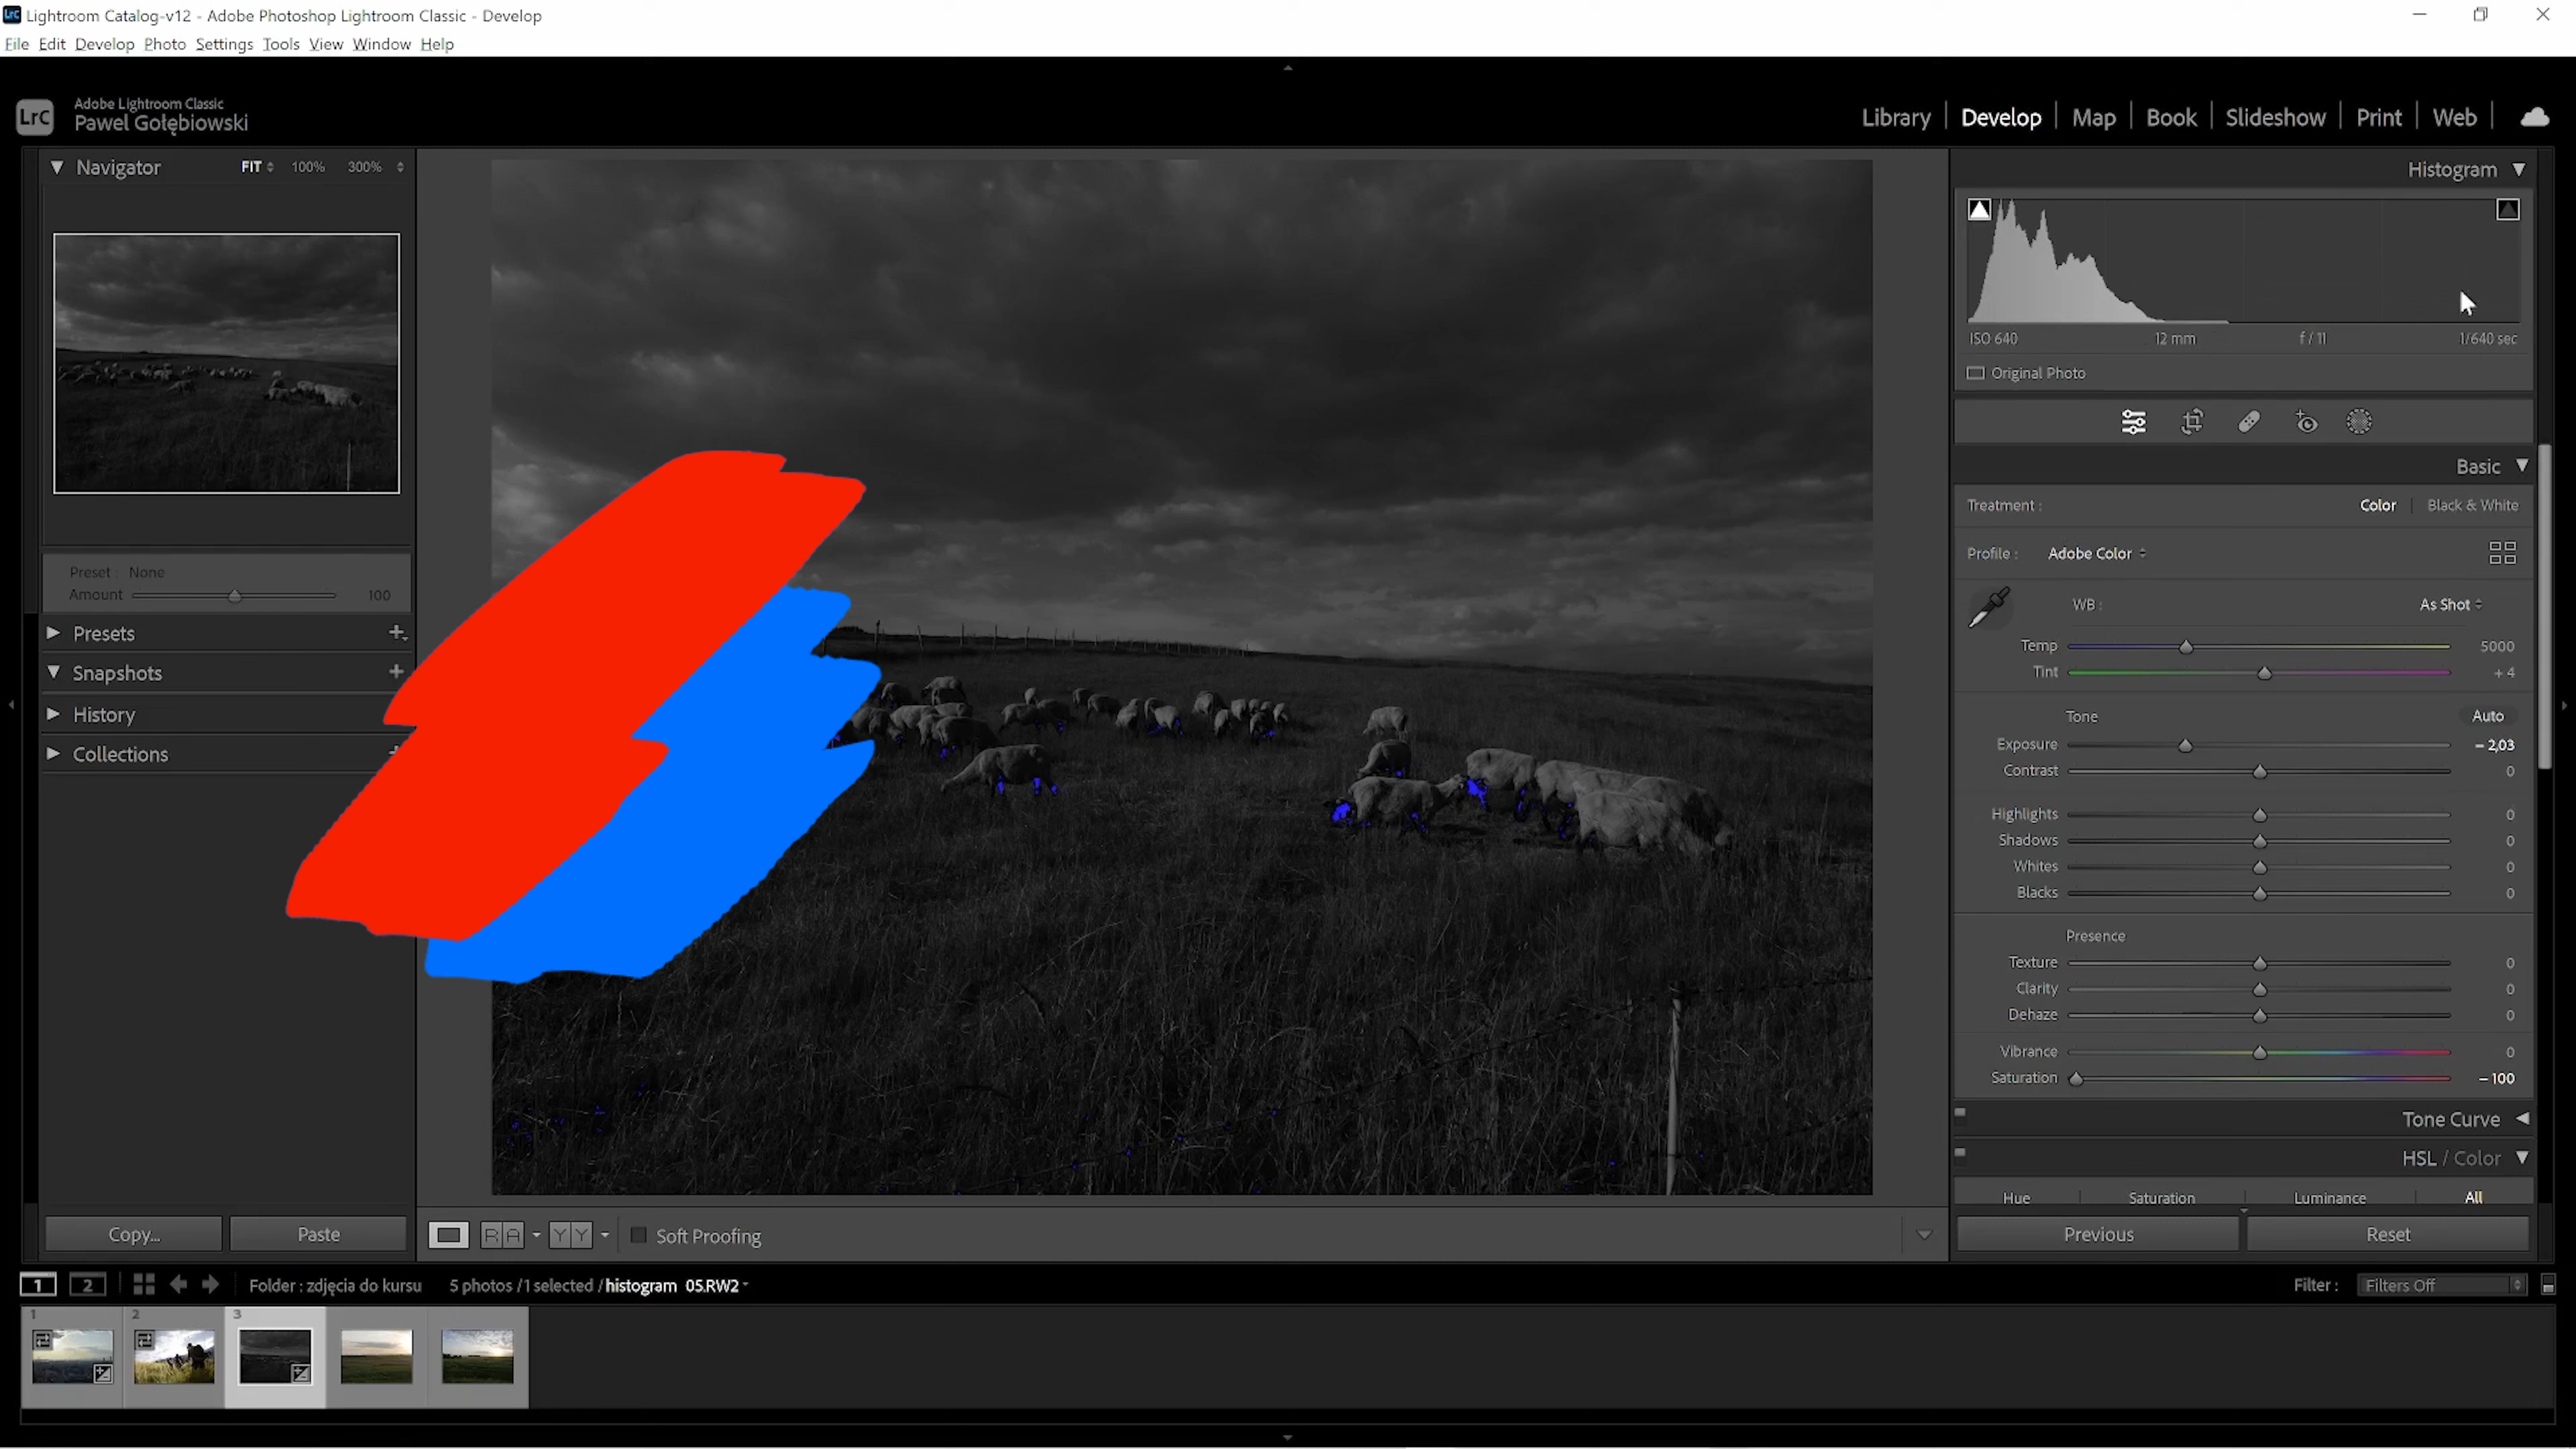 LrC Lightroom Catalog-v12 - Adobe Photoshop Lightroom Classic - Develop
File Edit Develop Photo Settings Tools View Window Help
LrC
Adobe Lightroom Classic
Pawel Gołębiowski
Library | Develop | Map | Book | Slideshow | Print | Web |
Navigator FIT 100% 300%
Preset : None
Amount 100
Presets
Snapshots
History
Collections
Copy... Paste
Histogram
ISO 640 12 mm f / 11 1/640 sec
Original Photo
Basic
Treatment : Color | Black & White
Profile : Adobe Color
WB : As Shot
Temp 5000
Tint + 4
Tone Auto
Exposure – 2,03
Contrast 0
Highlights 0
Shadows 0
Whites 0
Blacks 0
Presence
Texture 0
Clarity 0
Dehaze 0
Vibrance 0
Saturation – 100
Tone Curve
HSL / Color
Hue Saturation Luminance All
Previous Reset
R A Y Y Soft Proofing
1 2 Folder : zdjęcia do kursu 5 photos /1 selected /histogram 05.RW2
Filter : Filters Off
1 2 3